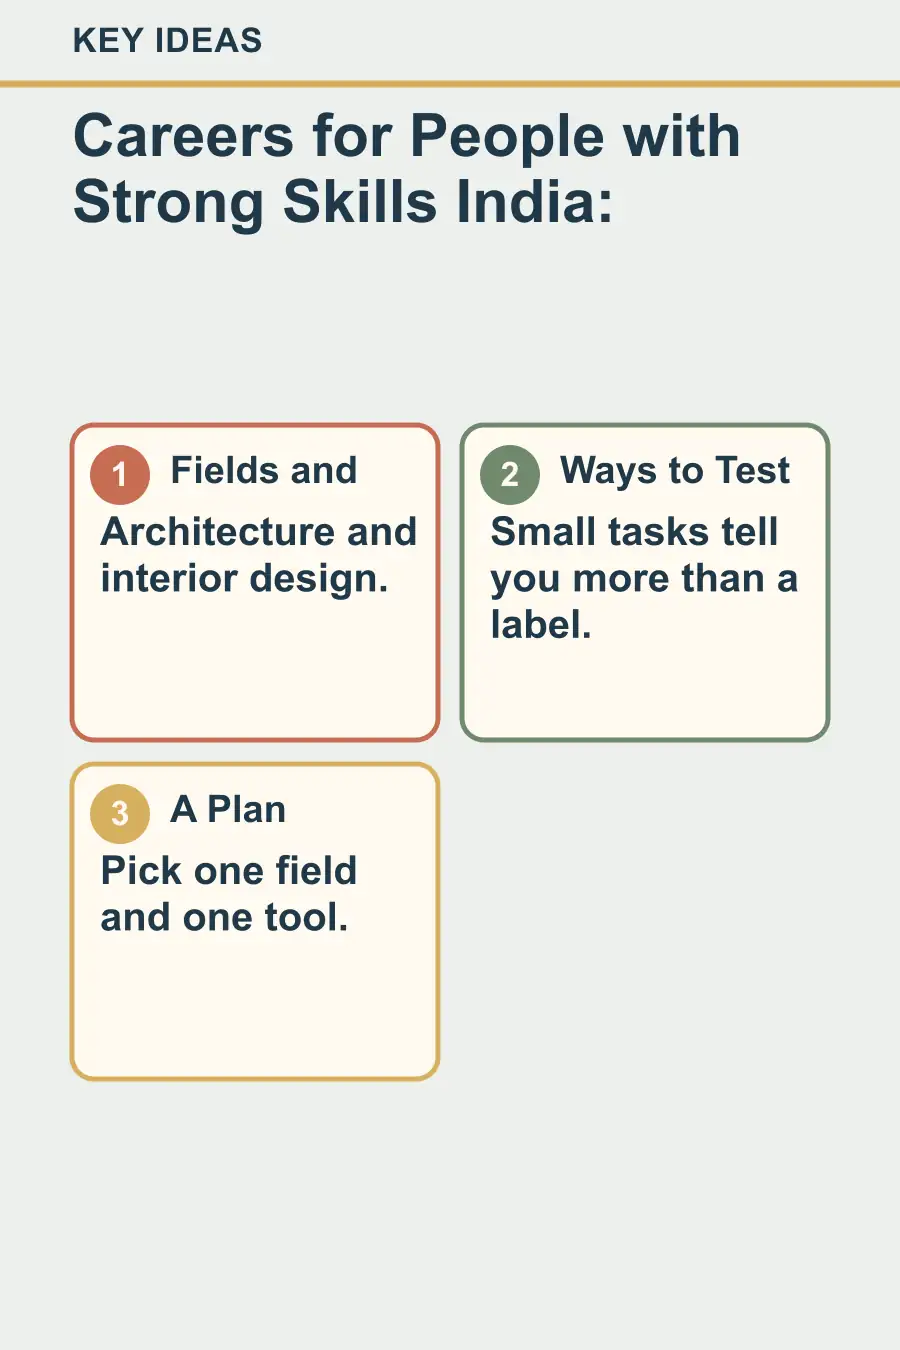 KEY IDEAS
Careers for People with
Strong Skills India:
1 Fields and
Architecture and
interior design.
2 Ways to Test
Small tasks tell
you more than a
label.
3 A Plan
Pick one field
and one tool.